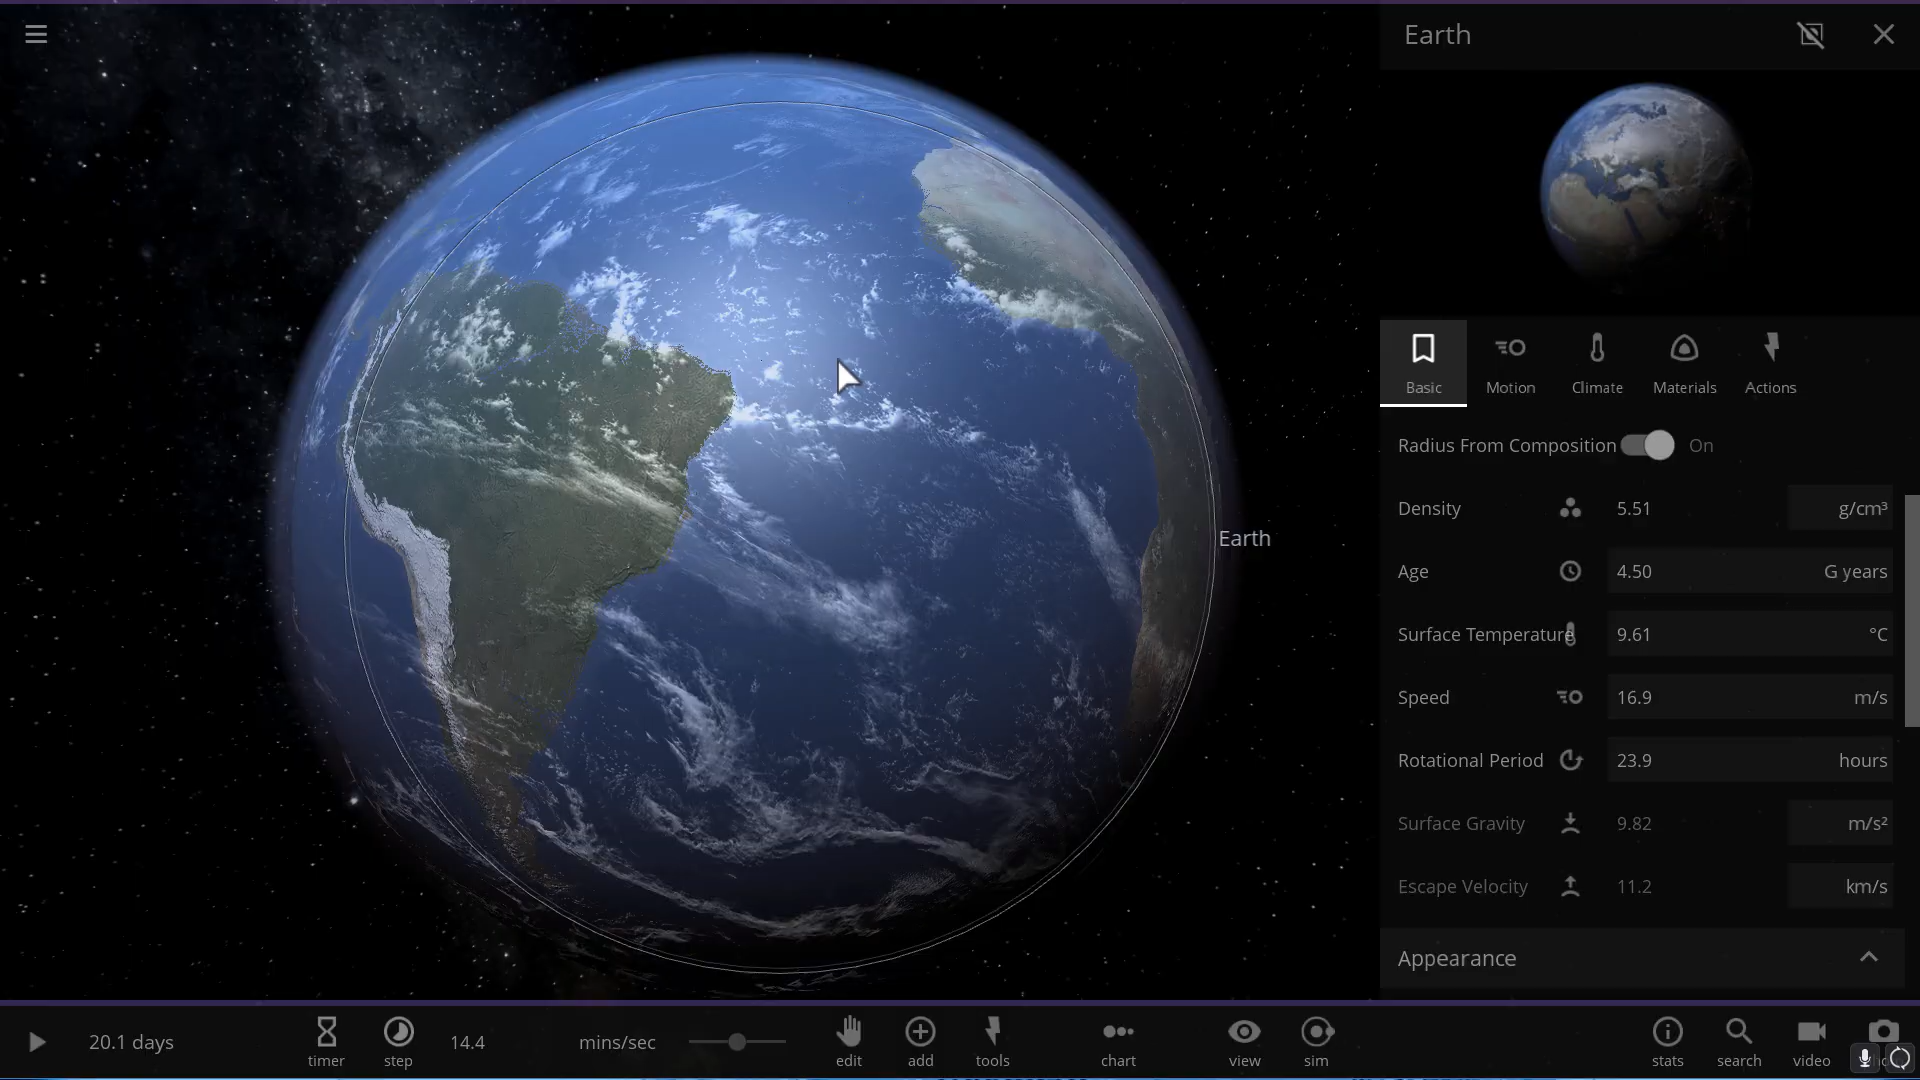 Earth
Basic
Motion
Climate
Materials
Actions
Radius From Composition On
Density 5.51 g/cm³
Age 4.50 G years
Surface Temperature 9.61 °C
Speed 16.9 m/s
Rotational Period 23.9 hours
Surface Gravity 9.82 m/s²
Escape Velocity 11.2 km/s
Appearance
Earth
20.1 days
timer
step
14.4 mins/sec
edit
add
tools
chart
view
sim
stats
search
video